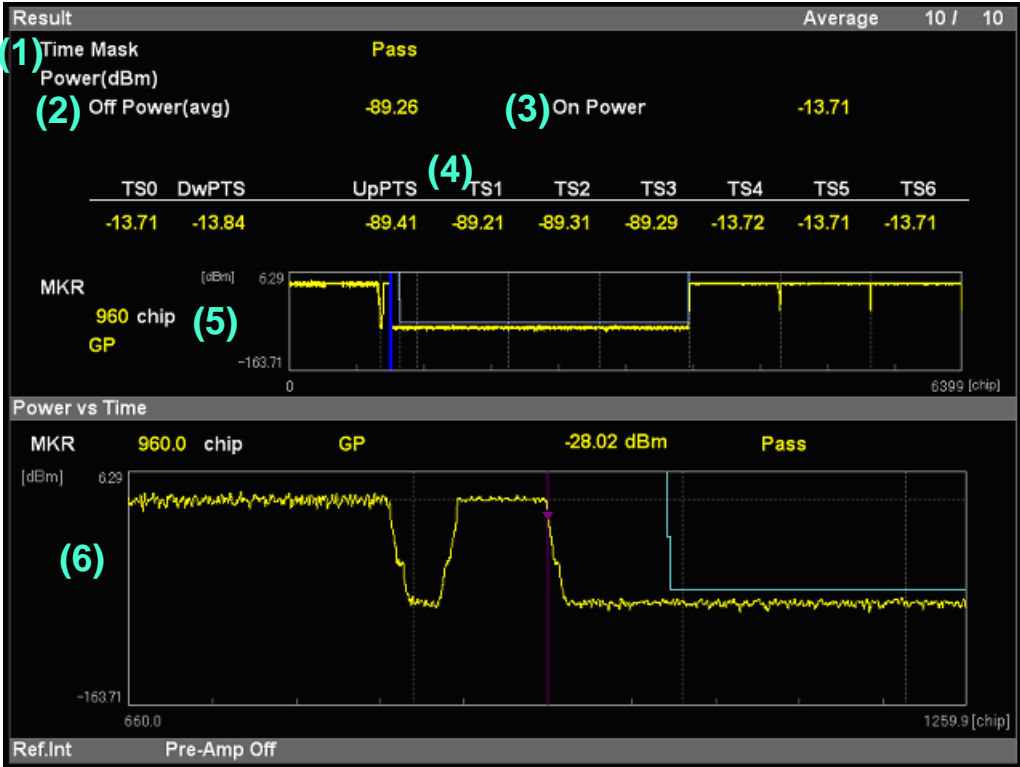 Result Average 10 / 10
(1) Time Mask Pass
Power(dBm)
(2) Off Power(avg) -89.26 (3) On Power -13.71
(4)
TS0 DwPTS UpPTS TS1 TS2 TS3 TS4 TS5 TS6
-13.71 -13.84 -89.41 -89.21 -89.31 -89.29 -13.72 -13.71 -13.71
[dBm] 6.29
MKR
960 chip (5)
GP
-163.71
0 6399 [chip]
Power vs Time
MKR 960.0 chip GP -28.02 dBm Pass
[dBm] 6.29
(6)
-163.71
660.0 1259.9 [chip]
Ref.Int Pre-Amp Off